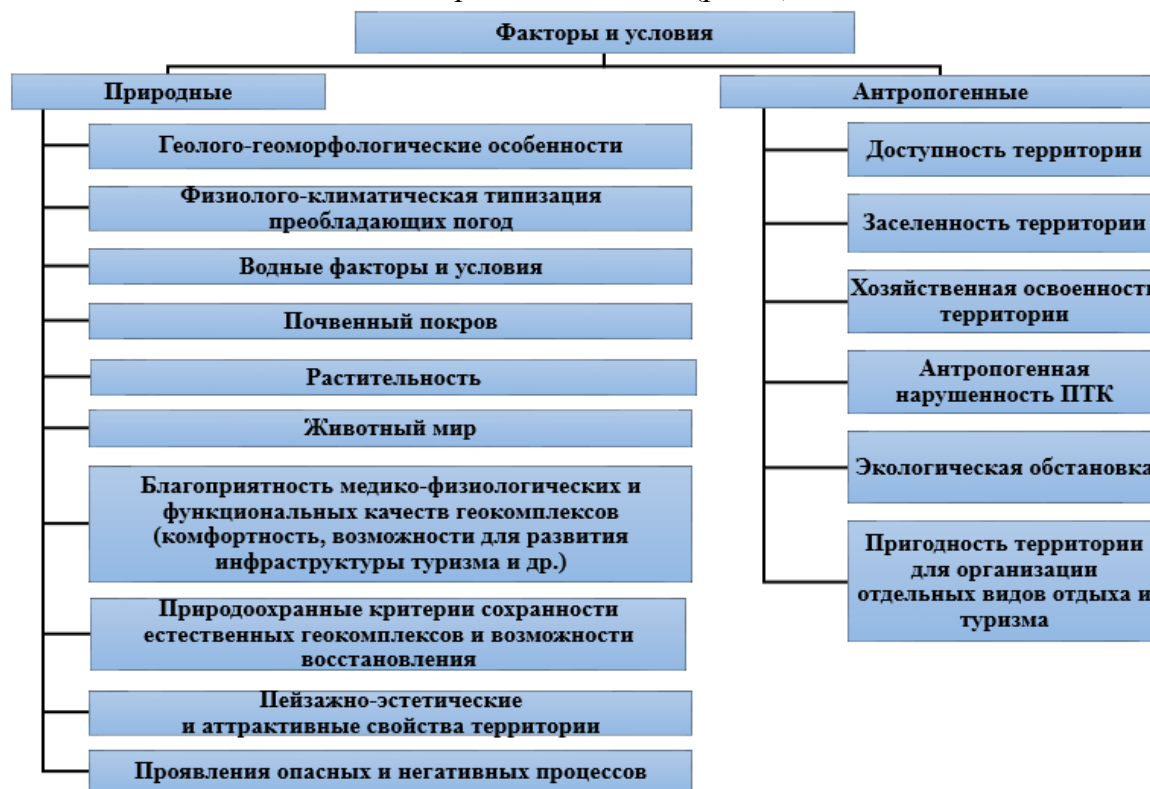 Факторы и условия
Природные
Геолого-геоморфологические особенности
Физиолого-климатическая типизация
преобладающих погод
Водные факторы и условия
Почвенный покров
Растительность
Животный мир
Благоприятность медико-физиологических и
функциональных качеств геокомплексов
(комфортность, возможности для развития
инфраструктуры туризма и др.)
Природоохранные критерии сохранности
естественных геокомплексов и возможности
восстановления
Пейзажно-эстетические
и аттрактивные свойства территории
Проявления опасных и негативных процессов
Антропогенные
Доступность территории
Заселенность территории
Хозяйственная освоенность
территории
Антропогенная
нарушенность ПТК
Экологическая обстановка
Пригодность территории
для организации
отдельных видов отдыха и
туризма